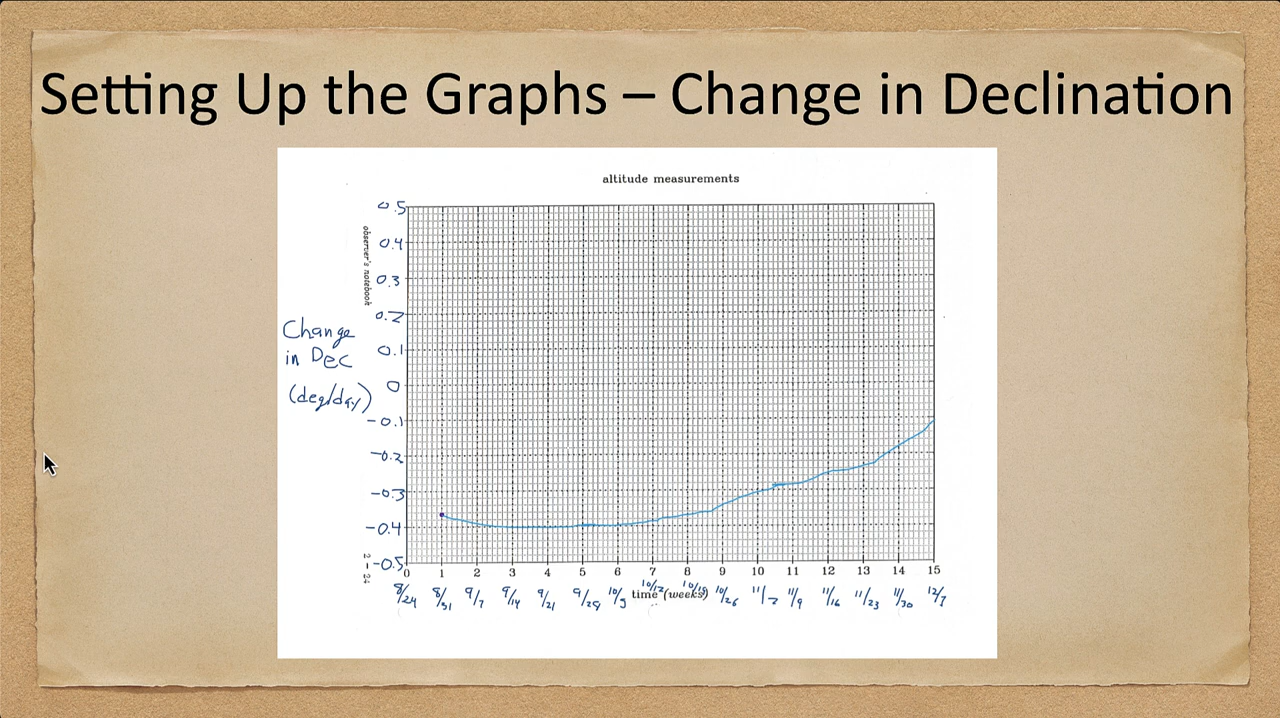 Setting Up the Graphs – Change in Declination
altitude measurements
observer's notebook
2 - 24
Change
in Dec
(deg/day)
0.5
0.4
0.3
0.2
0.1
0
-0.1
-0.2
-0.3
-0.4
-0.5
0 1 2 3 4 5 6 7 8 9 10 11 12 13 14 15
8/24 8/31 9/7 9/14 9/21 9/28 10/5 10/12 10/19 10/26 11/2 11/9 11/16 11/23 11/30 12/7
time (weeks)